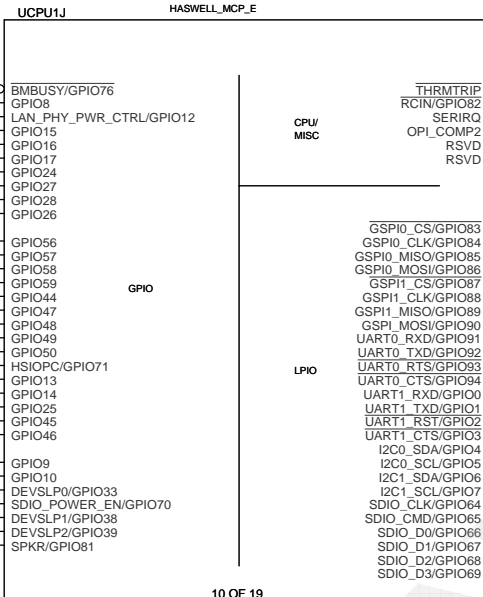 UCPU1J
HASWELL_MCP_E
BMBUSY/GPIO76
GPIO8
LAN_PHY_PWR_CTRL/GPIO12
GPIO15
GPIO16
GPIO17
GPIO24
GPIO27
GPIO28
GPIO26
GPIO56
GPIO57
GPIO58
GPIO59
GPIO44
GPIO47
GPIO48
GPIO49
GPIO50
HSIOPC/GPIO71
GPIO13
GPIO14
GPIO25
GPIO45
GPIO46
GPIO9
GPIO10
DEVSLP0/GPIO33
SDIO_POWER_EN/GPIO70
DEVSLP1/GPIO38
DEVSLP2/GPIO39
SPKR/GPIO81
GPIO
CPU/
MISC
LPIO
THRMTRIP
RCIN/GPIO82
SERIRQ
OPI_COMP2
RSVD
RSVD
GSPI0_CS/GPIO83
GSPI0_CLK/GPIO84
GSPI0_MISO/GPIO85
GSPI0_MOSI/GPIO86
GSPI1_CS/GPIO87
GSPI1_CLK/GPIO88
GSPI1_MISO/GPIO89
GSPI_MOSI/GPIO90
UART0_RXD/GPIO91
UART0_TXD/GPIO92
UART0_RTS/GPIO93
UART0_CTS/GPIO94
UART1_RXD/GPIO0
UART1_TXD/GPIO1
UART1_RST/GPIO2
UART1_CTS/GPIO3
I2C0_SDA/GPIO4
I2C0_SCL/GPIO5
I2C1_SDA/GPIO6
I2C1_SCL/GPIO7
SDIO_CLK/GPIO64
SDIO_CMD/GPIO65
SDIO_D0/GPIO66
SDIO_D1/GPIO67
SDIO_D2/GPIO68
SDIO_D3/GPIO69
10 OF 19